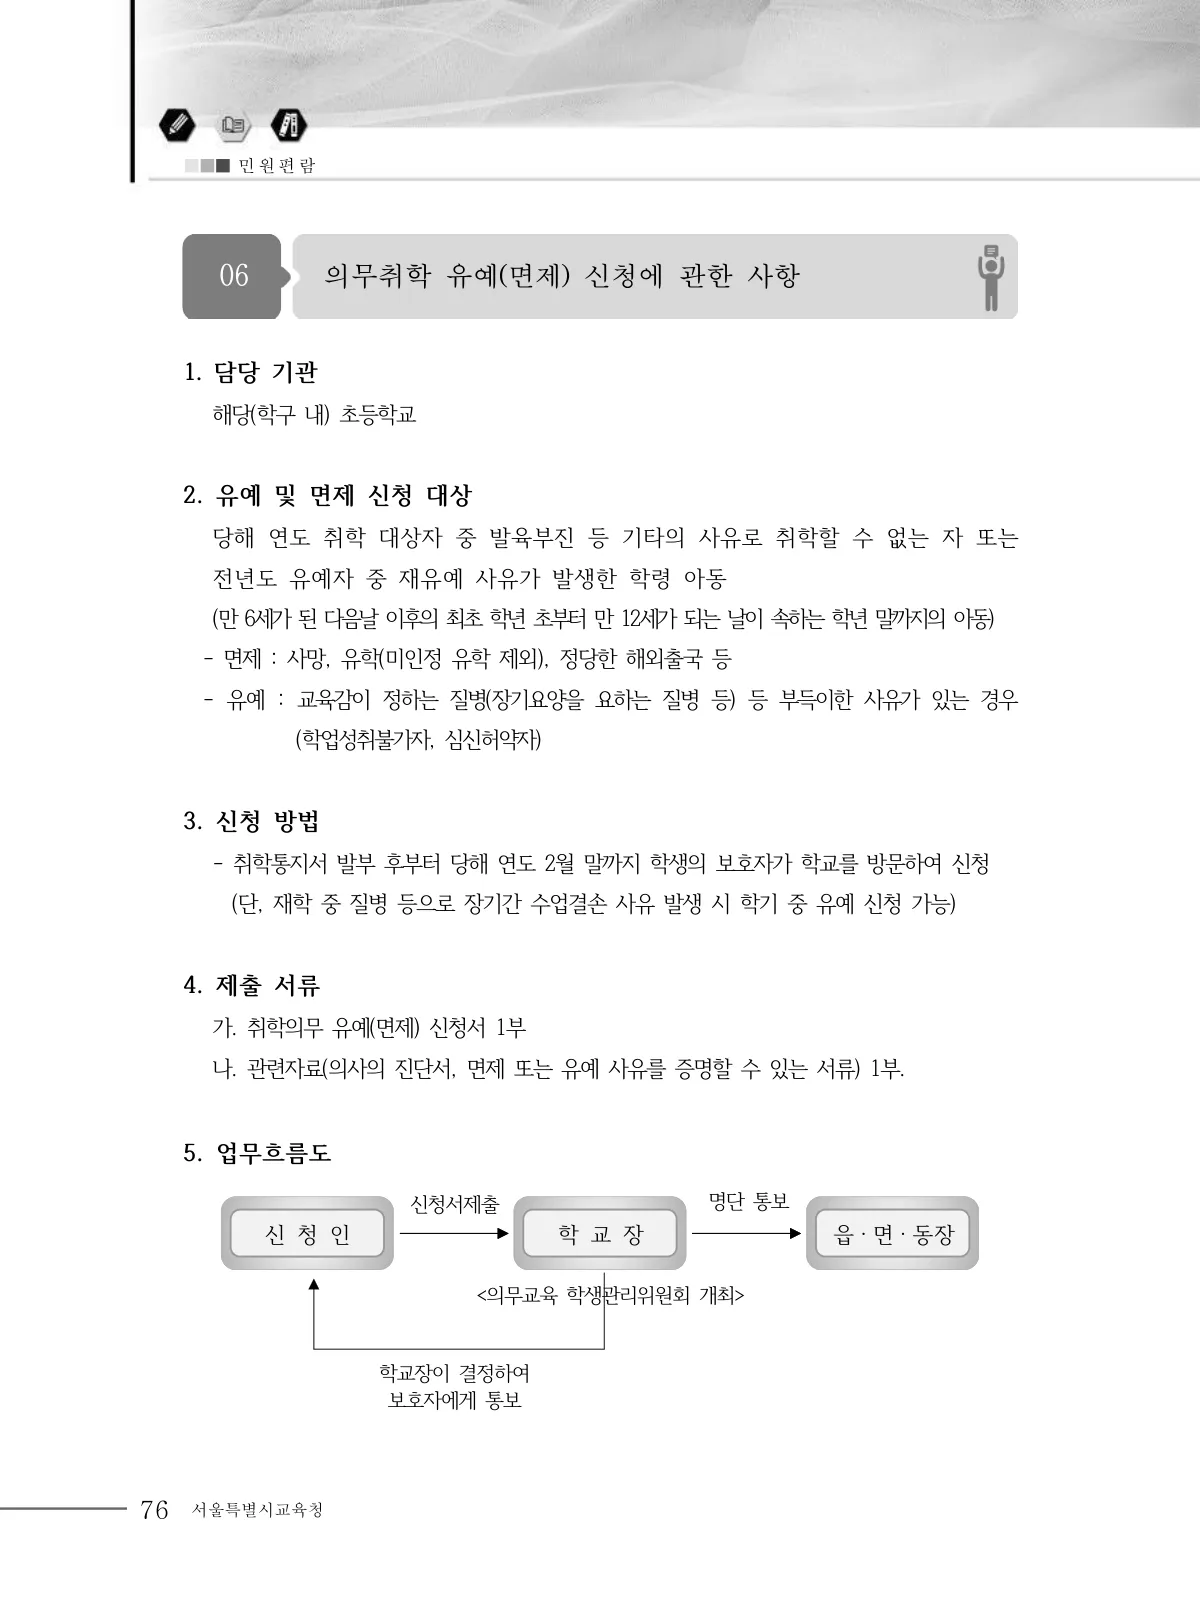 민원편람
06
의무취학 유예(면제) 신청에 관한 사항
1. 담당 기관
해당(학구 내) 초등학교
2. 유예 및 면제 신청 대상
당해 연도 취학 대상자 중 발육부진 등 기타의 사유로 취학할 수 없는 자 또는
전년도 유예자 중 재유예 사유가 발생한 학령 아동
(만 6세가 된 다음날 이후의 최초 학년 초부터 만 12세가 되는 날이 속하는 학년 말까지의 아동)
- 면제 : 사망, 유학(미인정 유학 제외), 정당한 해외출국 등
- 유예 : 교육감이 정하는 질병(장기요양을 요하는 질병 등) 등 부득이한 사유가 있는 경우
(학업성취불가자, 심신허약자)
3. 신청 방법
- 취학통지서 발부 후부터 당해 연도 2월 말까지 학생의 보호자가 학교를 방문하여 신청
(단, 재학 중 질병 등으로 장기간 수업결손 사유 발생 시 학기 중 유예 신청 가능)
4. 제출 서류
가. 취학의무 유예(면제) 신청서 1부
나. 관련자료(의사의 진단서, 면제 또는 유예 사유를 증명할 수 있는 서류) 1부.
5. 업무흐름도
신 청 인
신청서제출
학 교 장
명단 통보
읍·면·동장
<의무교육 학생관리위원회 개최>
학교장이 결정하여
보호자에게 통보
76 서울특별시교육청